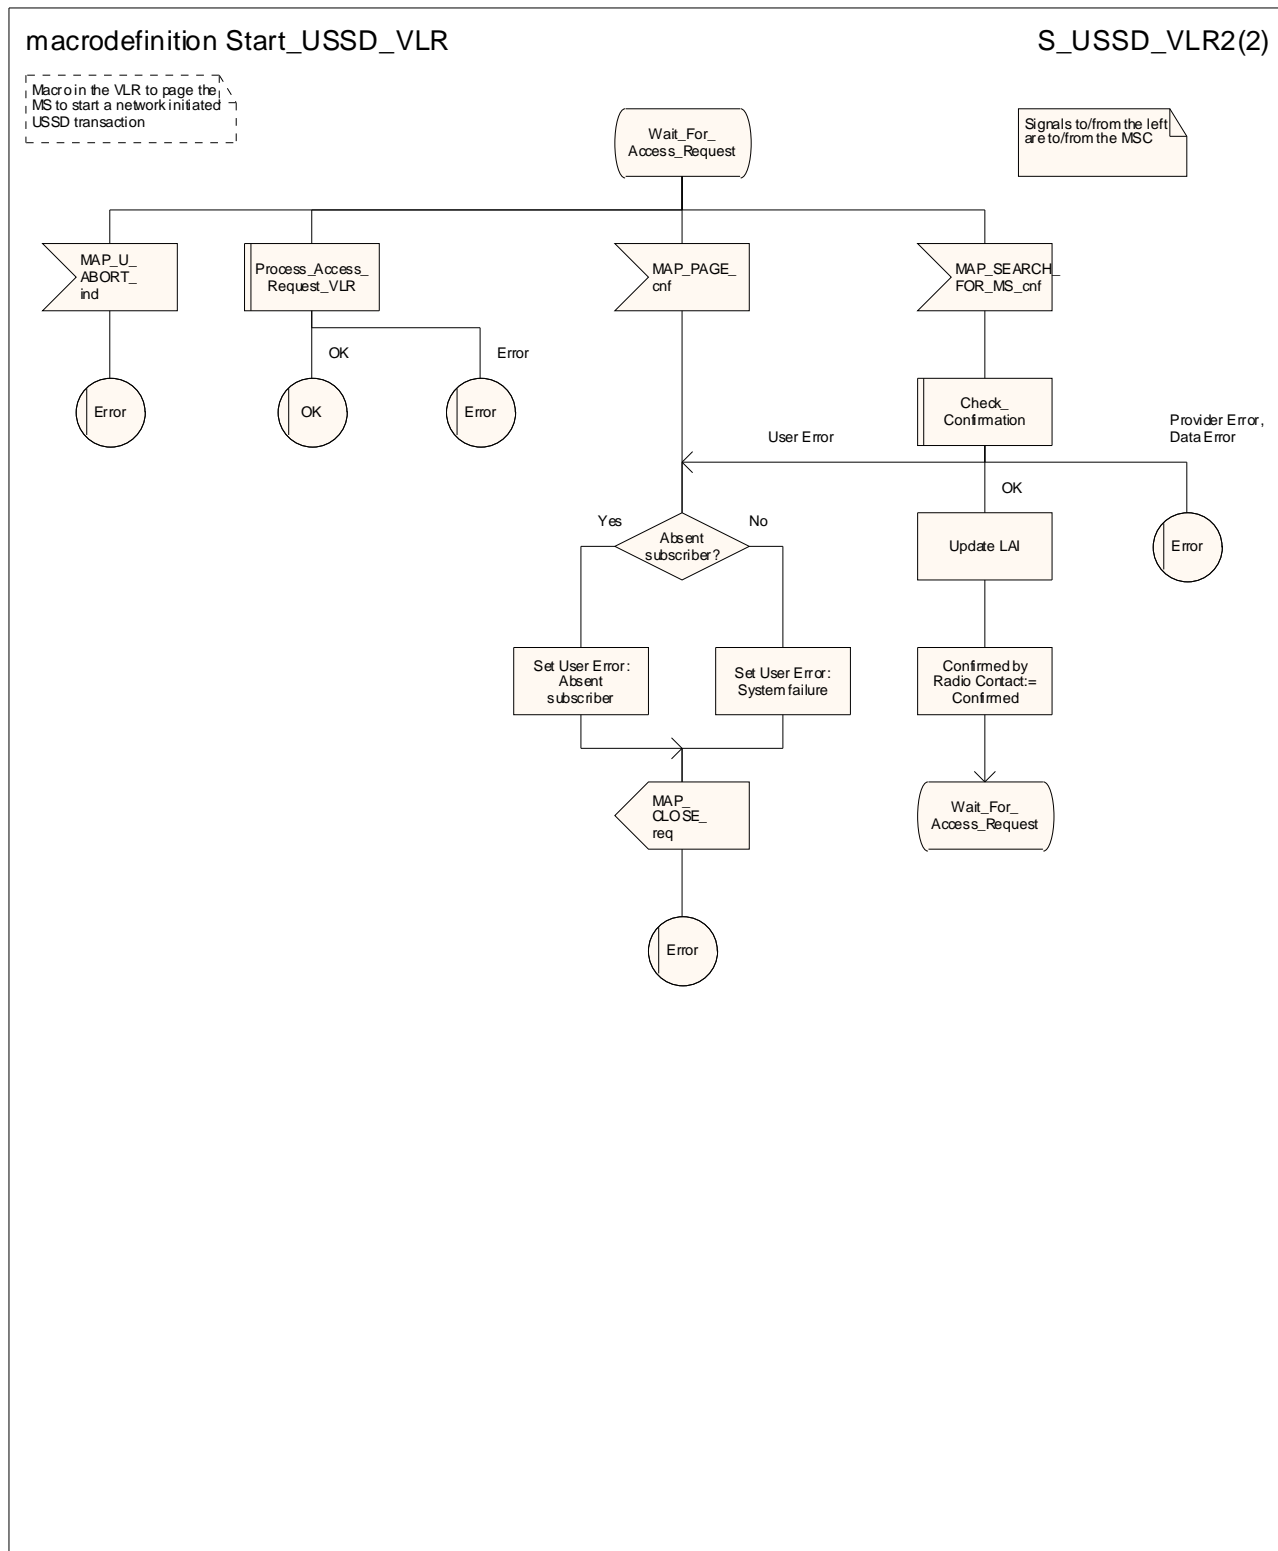 macrodefinition Start_USSD_VLR
S_USSD_VLR2(2)
Macro in the VLR to page the
MS to start a network initiated
USSD transaction
Wait_For_
Access_Request
Signals to/from the left
are to/from the MSC
MAP_U_
ABORT_
ind
Process_Access_
Request_VLR
MAP_PAGE_
cnf
MAP_SEARCH_
FOR_MS_cnf
OK
Error
Error
OK
Error
Check_
Confirmation
User Error
Provider Error,
Data Error
OK
Yes
No
Absent
subscriber?
Update LAI
Error
Set User Error:
Absent
subscriber
Set User Error:
System failure
Confirmed by
Radio Contact:=
Confirmed
MAP_
CLOSE_
req
Wait_For_
Access_Request
Error